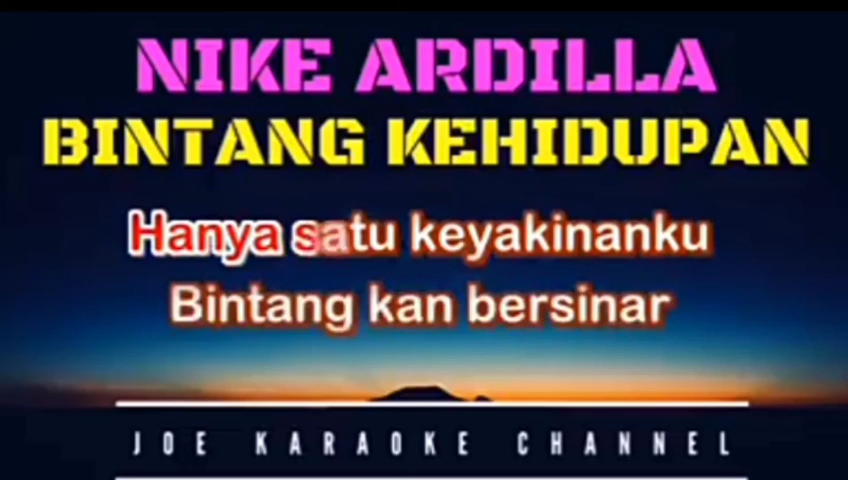 NIKE ARDILLA
BINTANG KEHIDUPAN
Hanya satu keyakinanku
Bintang kan bersinar
JOE KARAOKE CHANNEL